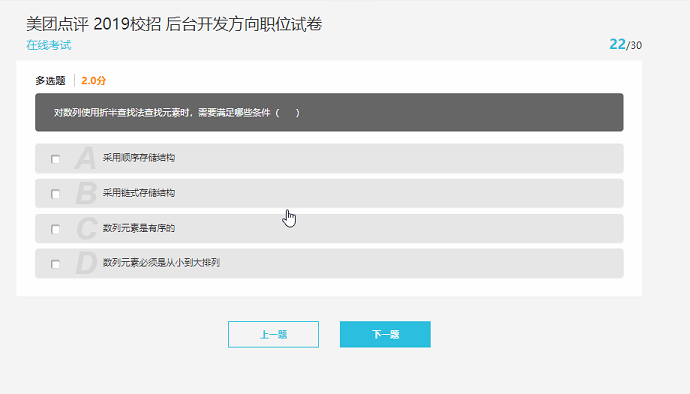 美团点评 2019校招 后台开发方向职位试卷
在线考试 22/30
多选题 2.0分
对数列使用折半查找法查找元素时，需要满足哪些条件（ ）
A 采用顺序存储结构
B 采用链式存储结构
C 数列元素是有序的
D 数列元素必须是从小到大排列
上一题 下一题